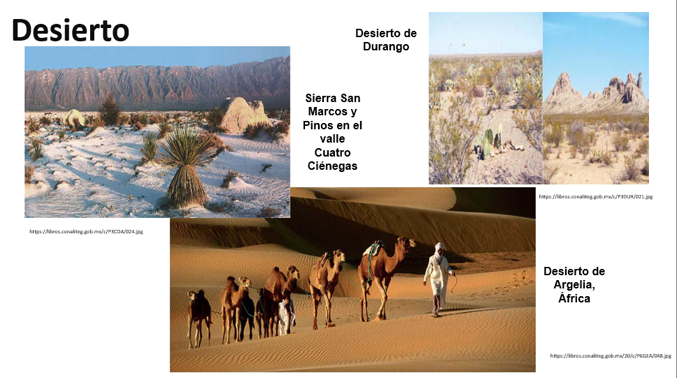 Desierto
Desierto de
Durango
Sierra San
Marcos y
Pinos en el
valle
Cuatro
Ciénegas
https://libros.conaliteg.gob.mx/c/P3DUR/021.jpg
https://libros.conaliteg.gob.mx/c/P3COA/024.jpg
Desierto de
Argelia,
África
https://libros.conaliteg.gob.mx/20/c/P6GEA/048.jpg